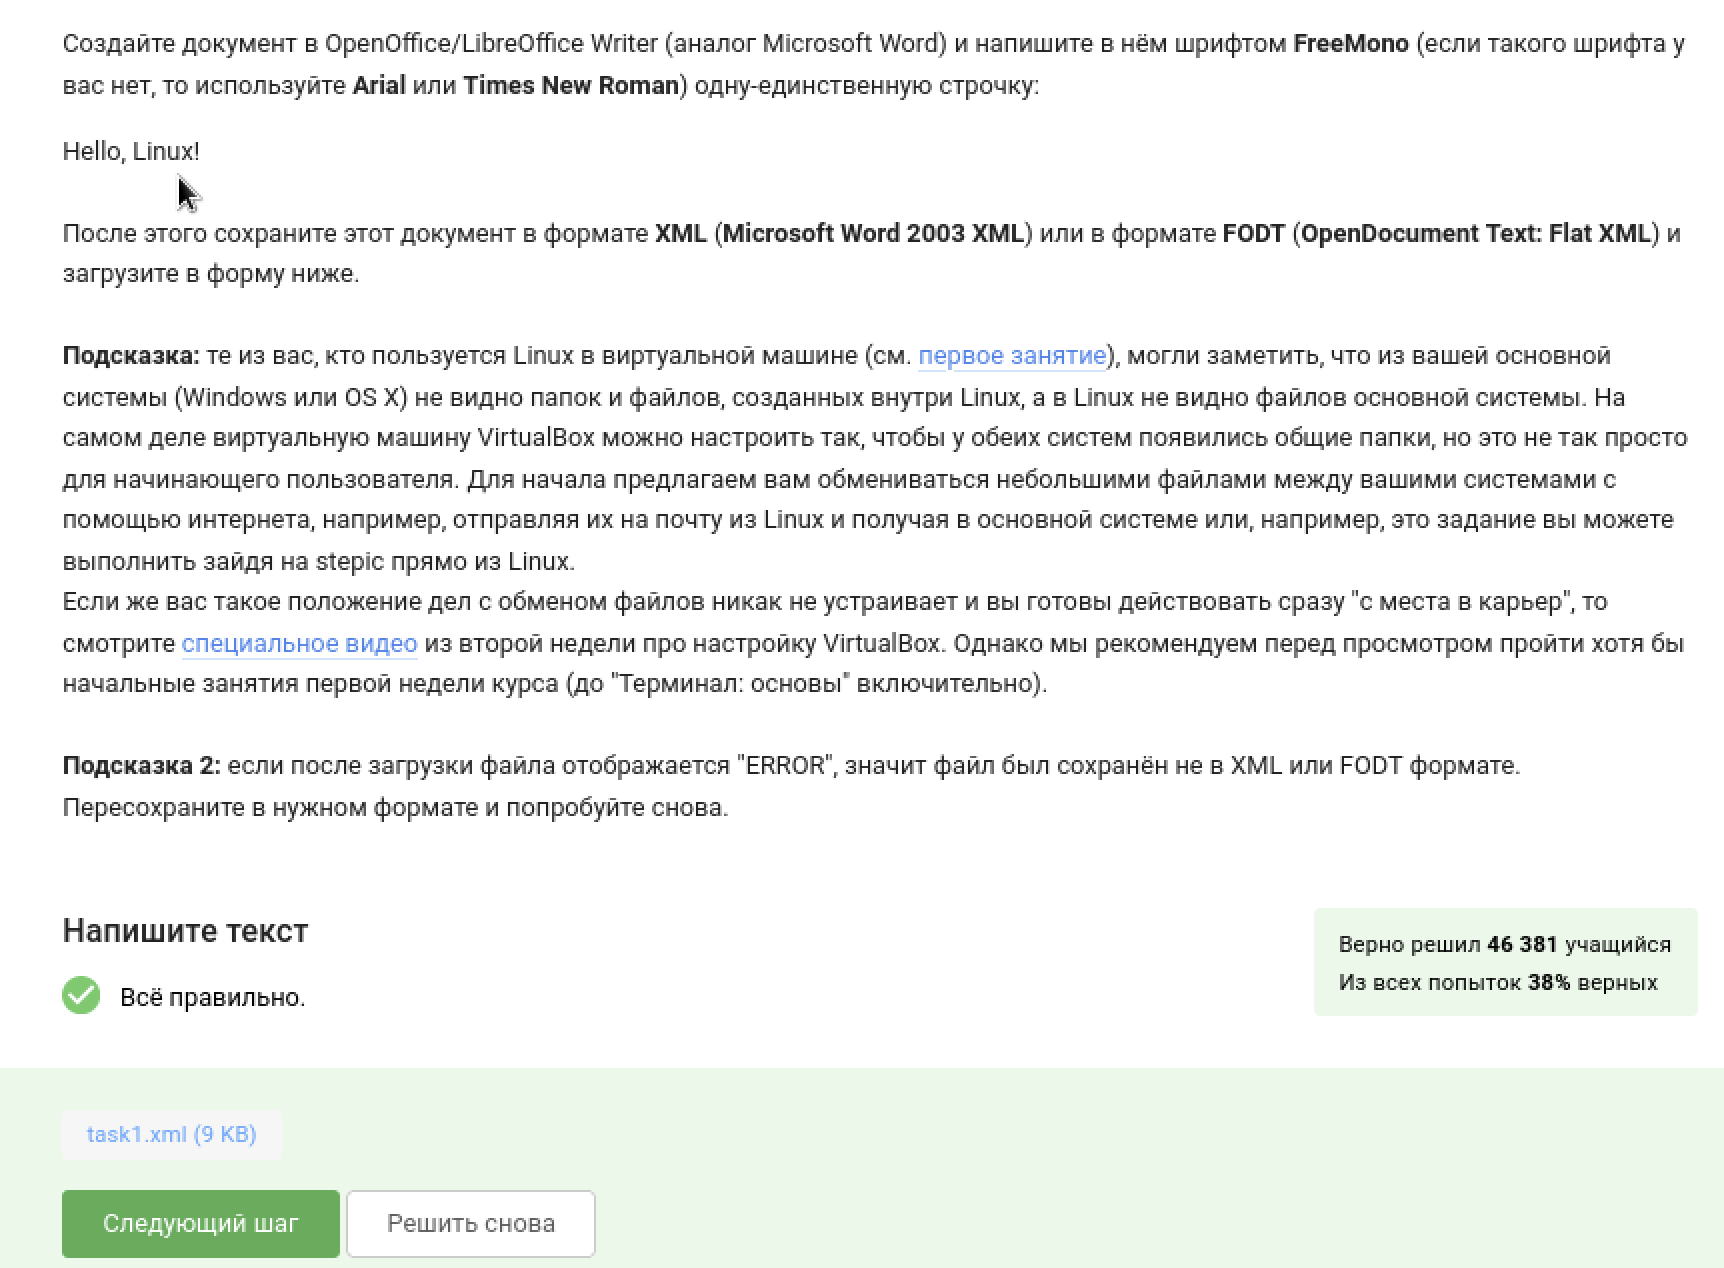 Создайте документ в OpenOffice/LibreOffice Writer (аналог Microsoft Word) и напишите в нём шрифтом FreeMono (если такого шрифта у
вас нет, то используйте Arial или Times New Roman) одну-единственную строчку:
Hello, Linux!
После этого сохраните этот документ в формате XML (Microsoft Word 2003 XML) или в формате FODT (OpenDocument Text: Flat XML) и
загрузите в форму ниже.
Подсказка: те из вас, кто пользуется Linux в виртуальной машине (см. первое занятие), могли заметить, что из вашей основной
системы (Windows или OS X) не видно папок и файлов, созданных внутри Linux, а в Linux не видно файлов основной системы. На
самом деле виртуальную машину VirtualBox можно настроить так, чтобы у обеих систем появились общие папки, но это не так просто
для начинающего пользователя. Для начала предлагаем вам обмениваться небольшими файлами между вашими системами с
помощью интернета, например, отправляя их на почту из Linux и получая в основной системе или, например, это задание вы можете
выполнить зайдя на stepic прямо из Linux.
Если же вас такое положение дел с обменом файлов никак не устраивает и вы готовы действовать сразу "с места в карьер", то
смотрите специальное видео из второй недели про настройку VirtualBox. Однако мы рекомендуем перед просмотром пройти хотя бы
начальные занятия первой недели курса (до "Терминал: основы" включительно).
Подсказка 2: если после загрузки файла отображается "ERROR", значит файл был сохранён не в XML или FODT формате.
Пересохраните в нужном формате и попробуйте снова.
Напишите текст
Верно решил 46 381 учащийся
Из всех попыток 38% верных
Всё правильно.
task1.xml (9 KB)
Следующий шаг
Решить снова